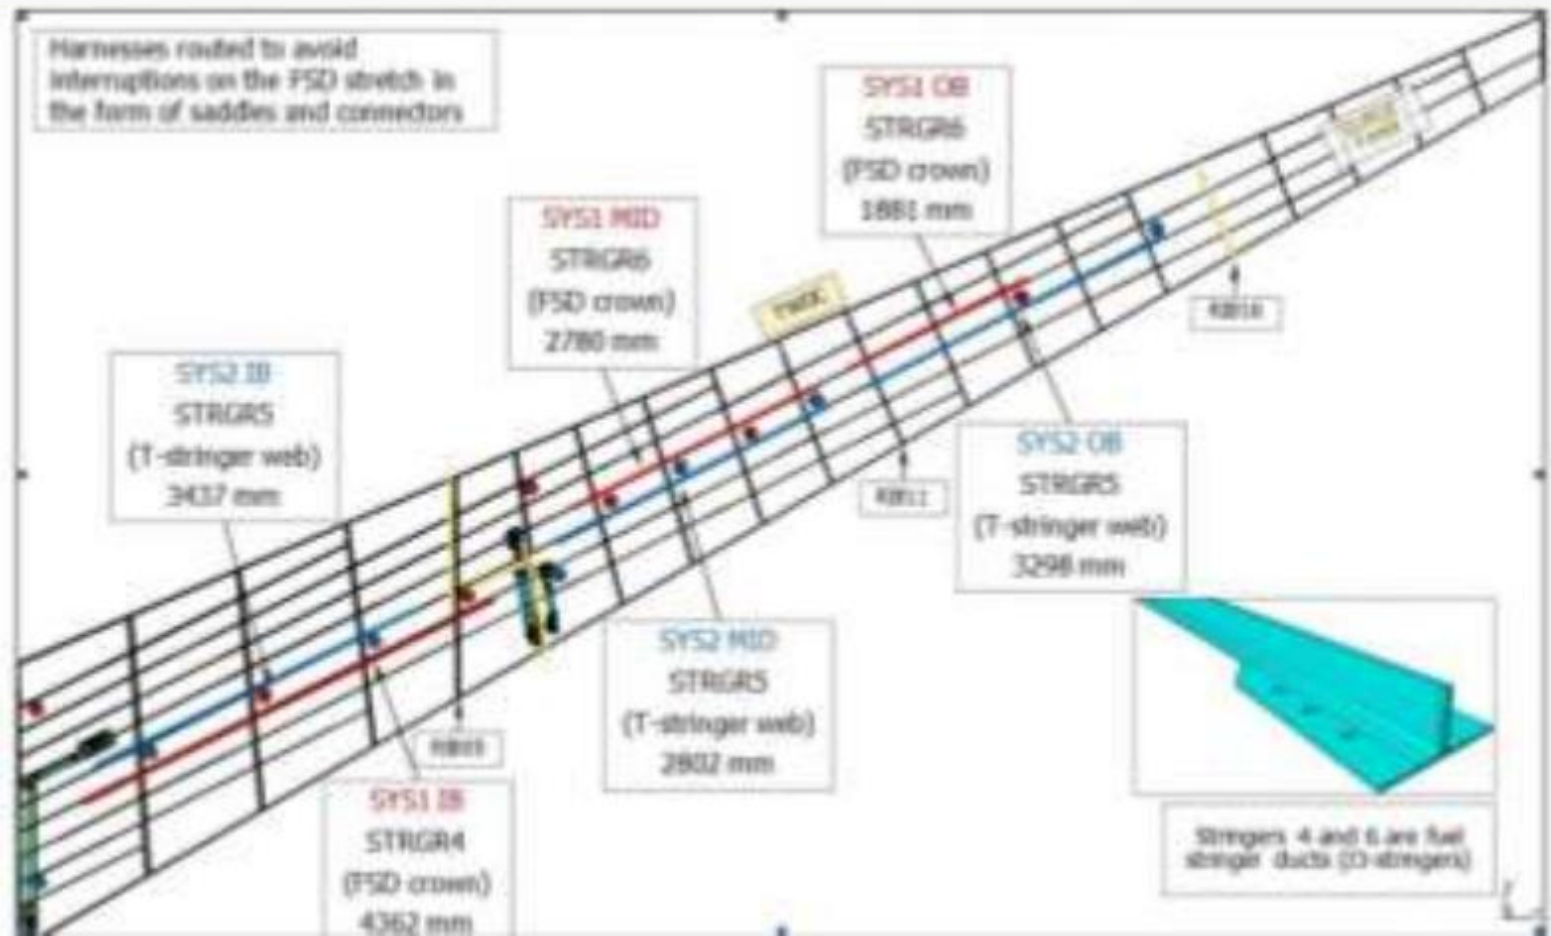 Harnesses routed to avoid
interruptions on the FSD stretch in
the form of saddles and connectors
SYS1 OB
STRGR6
(FSD crown)
1881 mm
SYS1 MID
STRGR6
(FSD crown)
2780 mm
SYS2 IB
STRGR5
(T-stringer web)
3437 mm
SYS2 OB
STRGR5
(T-stringer web)
3298 mm
SYS2 MID
STRGR5
(T-stringer web)
2802 mm
SYS1 IB
STRGR4
(FSD crown)
4362 mm
RIB11
Stringers 4 and 6 are fuel
stringer ducts (O-stringers)